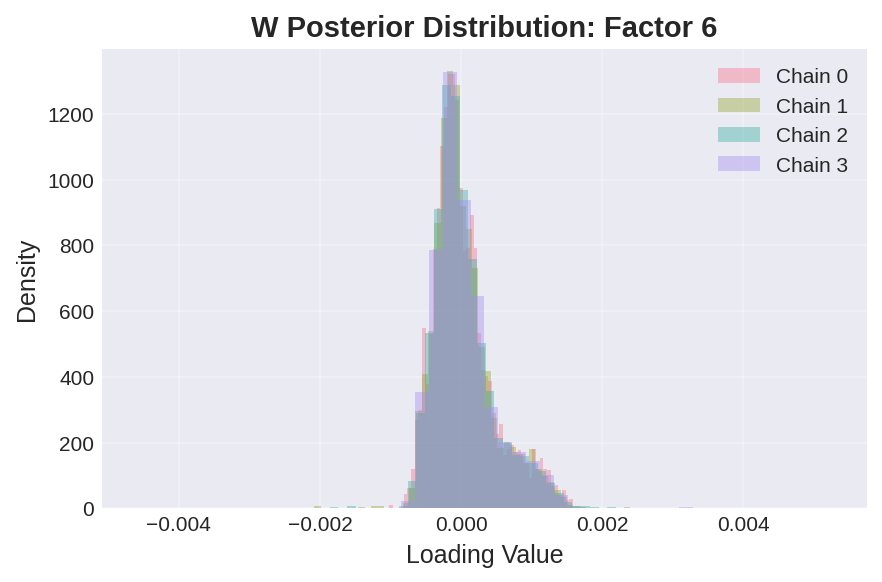 W Posterior Distribution: Factor 6
Chain 0
Chain 1
Chain 2
Chain 3
Density
1200
1000
800
600
400
200
0
−0.004
−0.002
0.000
0.002
0.004
Loading Value